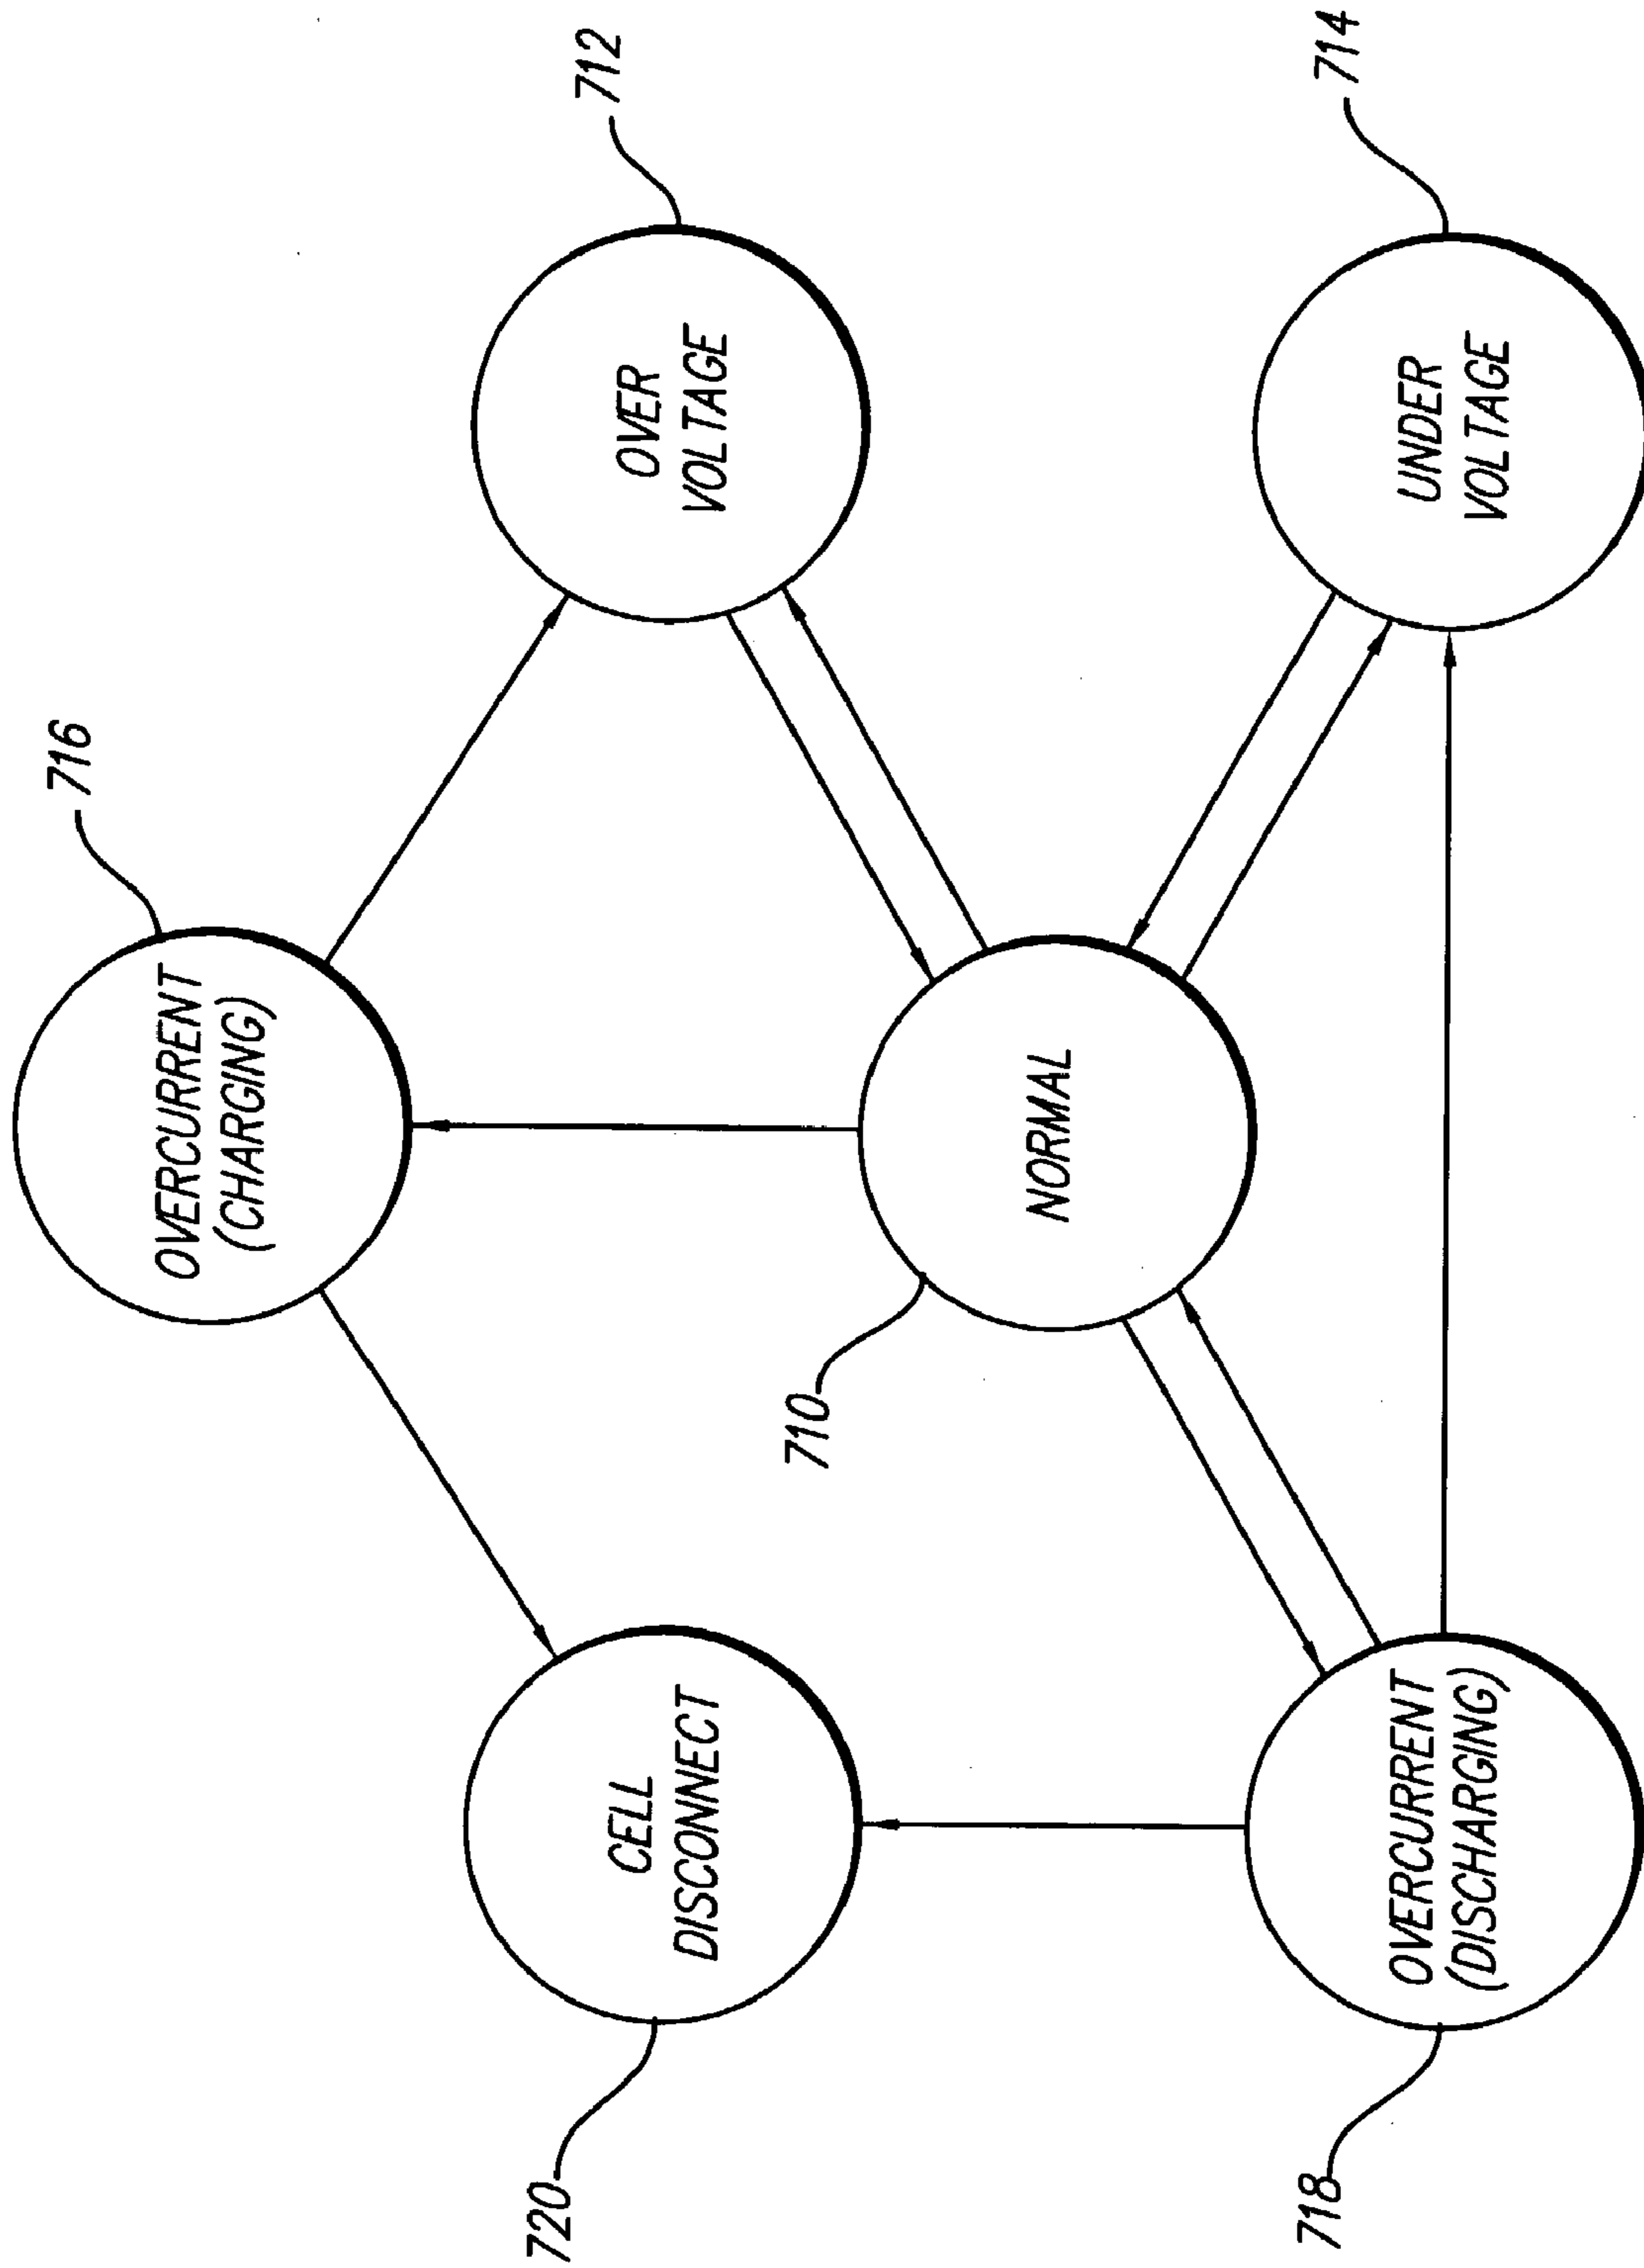 716
OVERCURRENT
(CHARGING)
720
CELL
DISCONNECT
712
OVER
VOLTAGE
710
NORMAL
718
OVERCURRENT
(DISCHARGING)
714
UNDER
VOLTAGE